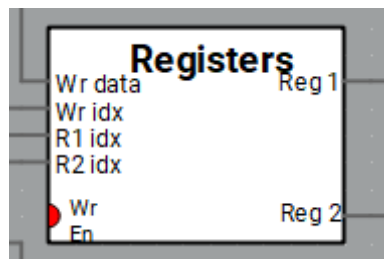 Registers
Wr data
Reg 1
Wr idx
R1 idx
R2 idx
Wr
En
Reg 2